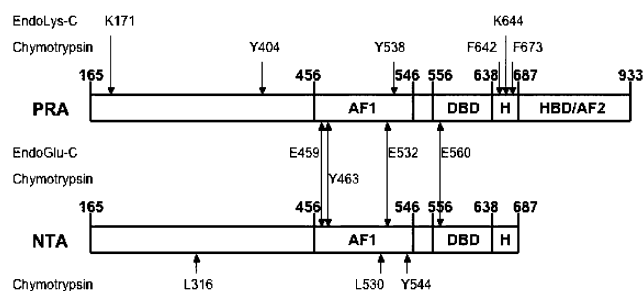 EndoLys-C K171 K644
Chymotrypsin Y404 Y538 F642 F673
165 456 546 556 638 687 933
PRA AF1 DBD H HBD/AF2
EndoGlu-C E459 E532 E560
Chymotrypsin Y463
165 456 546 556 638 687
NTA AF1 DBD H
Chymotrypsin L316 L530 Y544